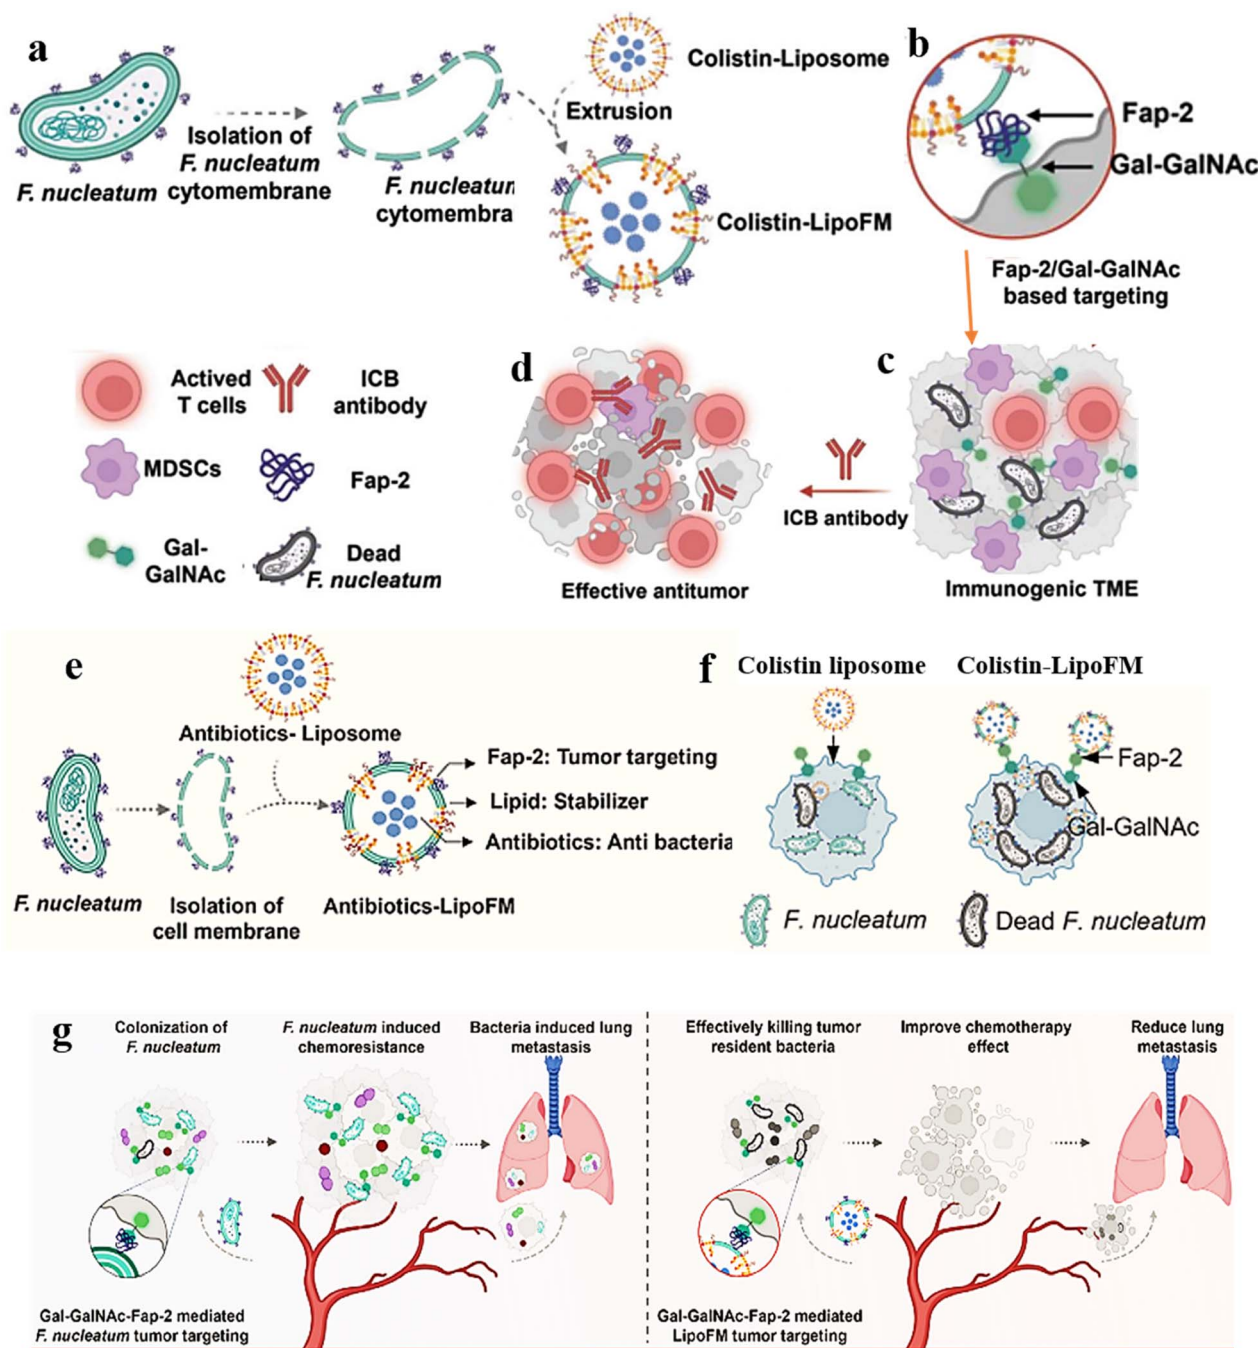 a
Colistin-Liposome
Extrusion
Isolation of
F. nucleatum
cytomembrane
F. nucleatum
F. nucleatun
cytomembra
Colistin-LipoFM
b
Fap-2
Gal-GalNAc
Fap-2/Gal-GalNAc
based targeting
Actived
T cells
ICB
antibody
MDSCs
Fap-2
Gal-
GalNAc
Dead
F. nucleatum
d
Effective antitumor
ICB antibody
c
Immunogenic TME
e
Antibiotics- Liposome
Fap-2: Tumor targeting
Lipid: Stabilizer
Antibiotics: Anti bacteria
F. nucleatum
Isolation of
cell membrane
Antibiotics-LipoFM
f
Colistin liposome
Colistin-LipoFM
Fap-2
Gal-GalNAc
F. nucleatum
Dead F. nucleatum
g
Colonization of
F. nucleatum
F. nucleatum induced
chemoresistance
Bacteria induced lung
metastasis
Gal-GalNAc-Fap-2 mediated
F. nucleatum tumor targeting
Effectively killing tumor
resident bacteria
Improve chemotherapy
effect
Reduce lung
metastasis
Gal-GalNAc-Fap-2 mediated
LipoFM tumor targeting